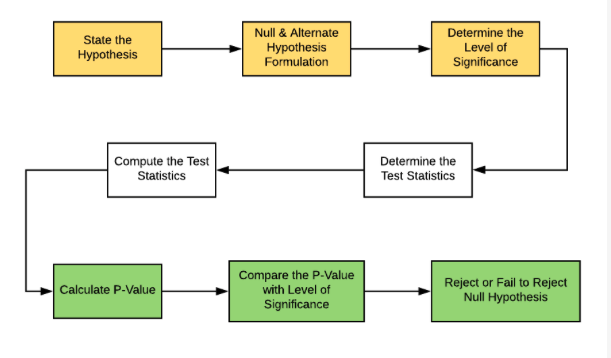 State the
Hypothesis
Null & Alternate
Hypothesis
Formulation
Determine the
Level of
Significance
Determine the
Test Statistics
Compute the Test
Statistics
Calculate P-Value
Compare the P-Value
with Level of
Significance
Reject or Fail to Reject
Null Hypothesis